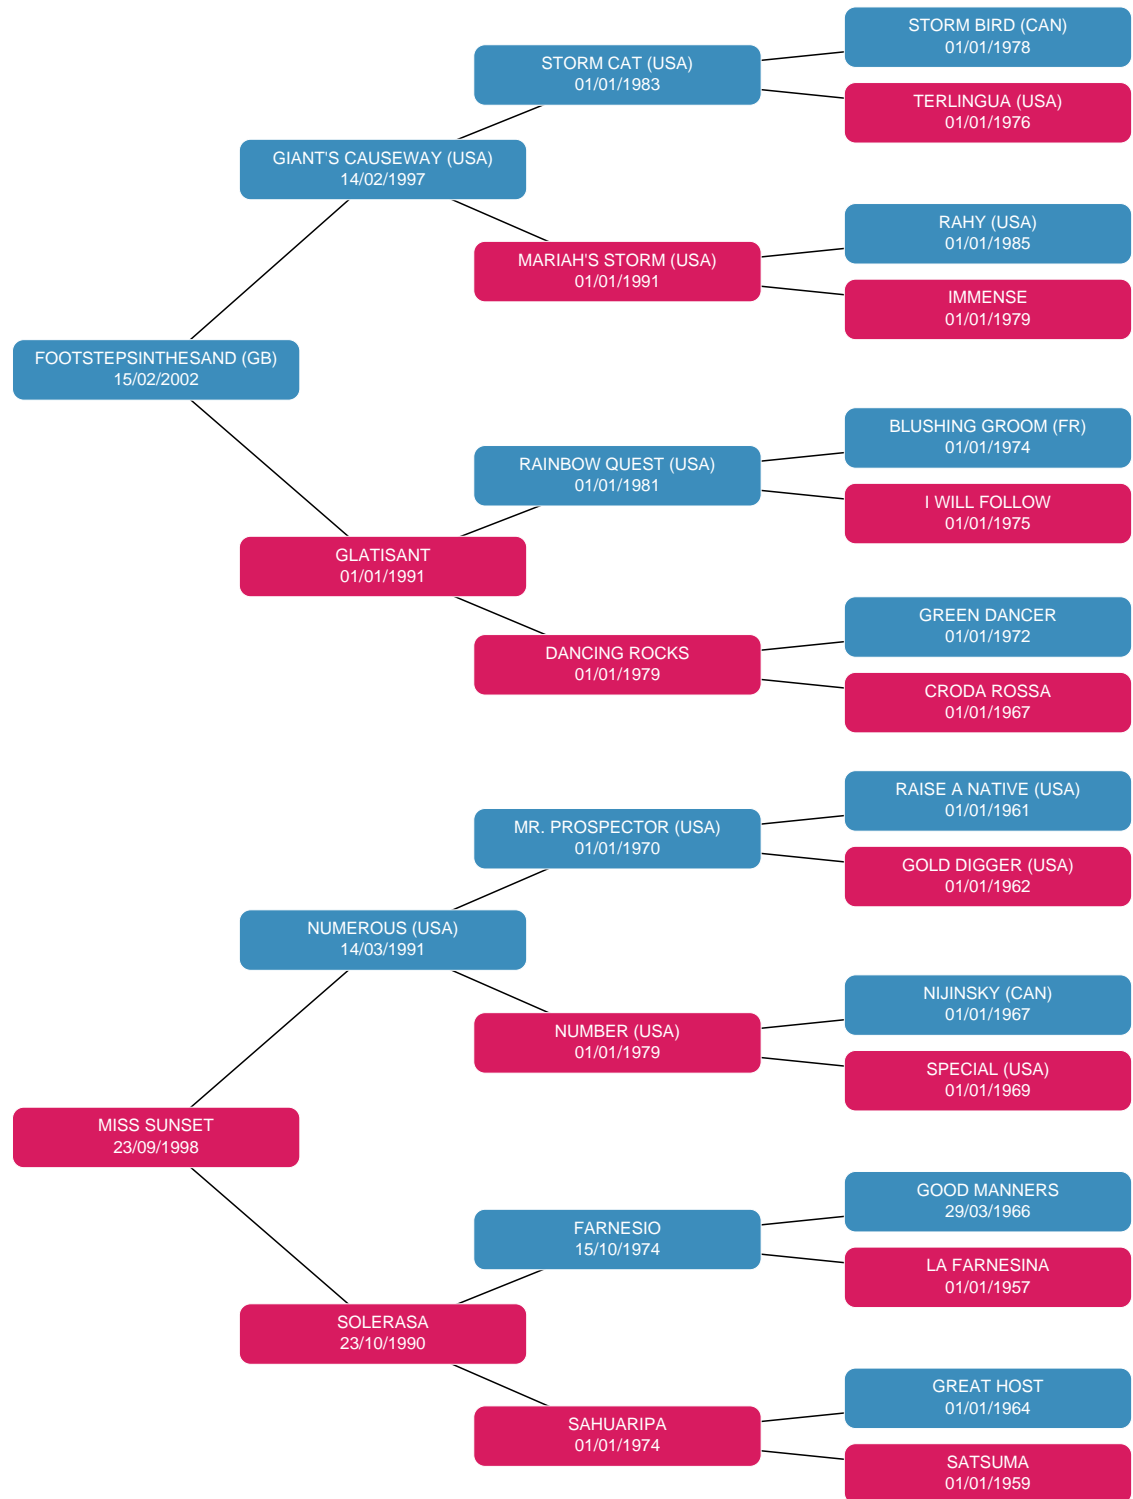 STORM BIRD (CAN)
01/01/1978
STORM CAT (USA)
01/01/1983
TERLINGUA (USA)
01/01/1976
GIANT'S CAUSEWAY (USA)
14/02/1997
RAHY (USA)
01/01/1985
MARIAH'S STORM (USA)
01/01/1991
IMMENSE
01/01/1979
FOOTSTEPSINTHESAND (GB)
15/02/2002
BLUSHING GROOM (FR)
01/01/1974
RAINBOW QUEST (USA)
01/01/1981
I WILL FOLLOW
01/01/1975
GLATISANT
01/01/1991
GREEN DANCER
01/01/1972
DANCING ROCKS
01/01/1979
CRODA ROSSA
01/01/1967
RAISE A NATIVE (USA)
01/01/1961
MR. PROSPECTOR (USA)
01/01/1970
GOLD DIGGER (USA)
01/01/1962
NUMEROUS (USA)
14/03/1991
NIJINSKY (CAN)
01/01/1967
NUMBER (USA)
01/01/1979
SPECIAL (USA)
01/01/1969
MISS SUNSET
23/09/1998
GOOD MANNERS
29/03/1966
FARNESIO
15/10/1974
LA FARNESINA
01/01/1957
SOLERASA
23/10/1990
GREAT HOST
01/01/1964
SAHUARIPA
01/01/1974
SATSUMA
01/01/1959